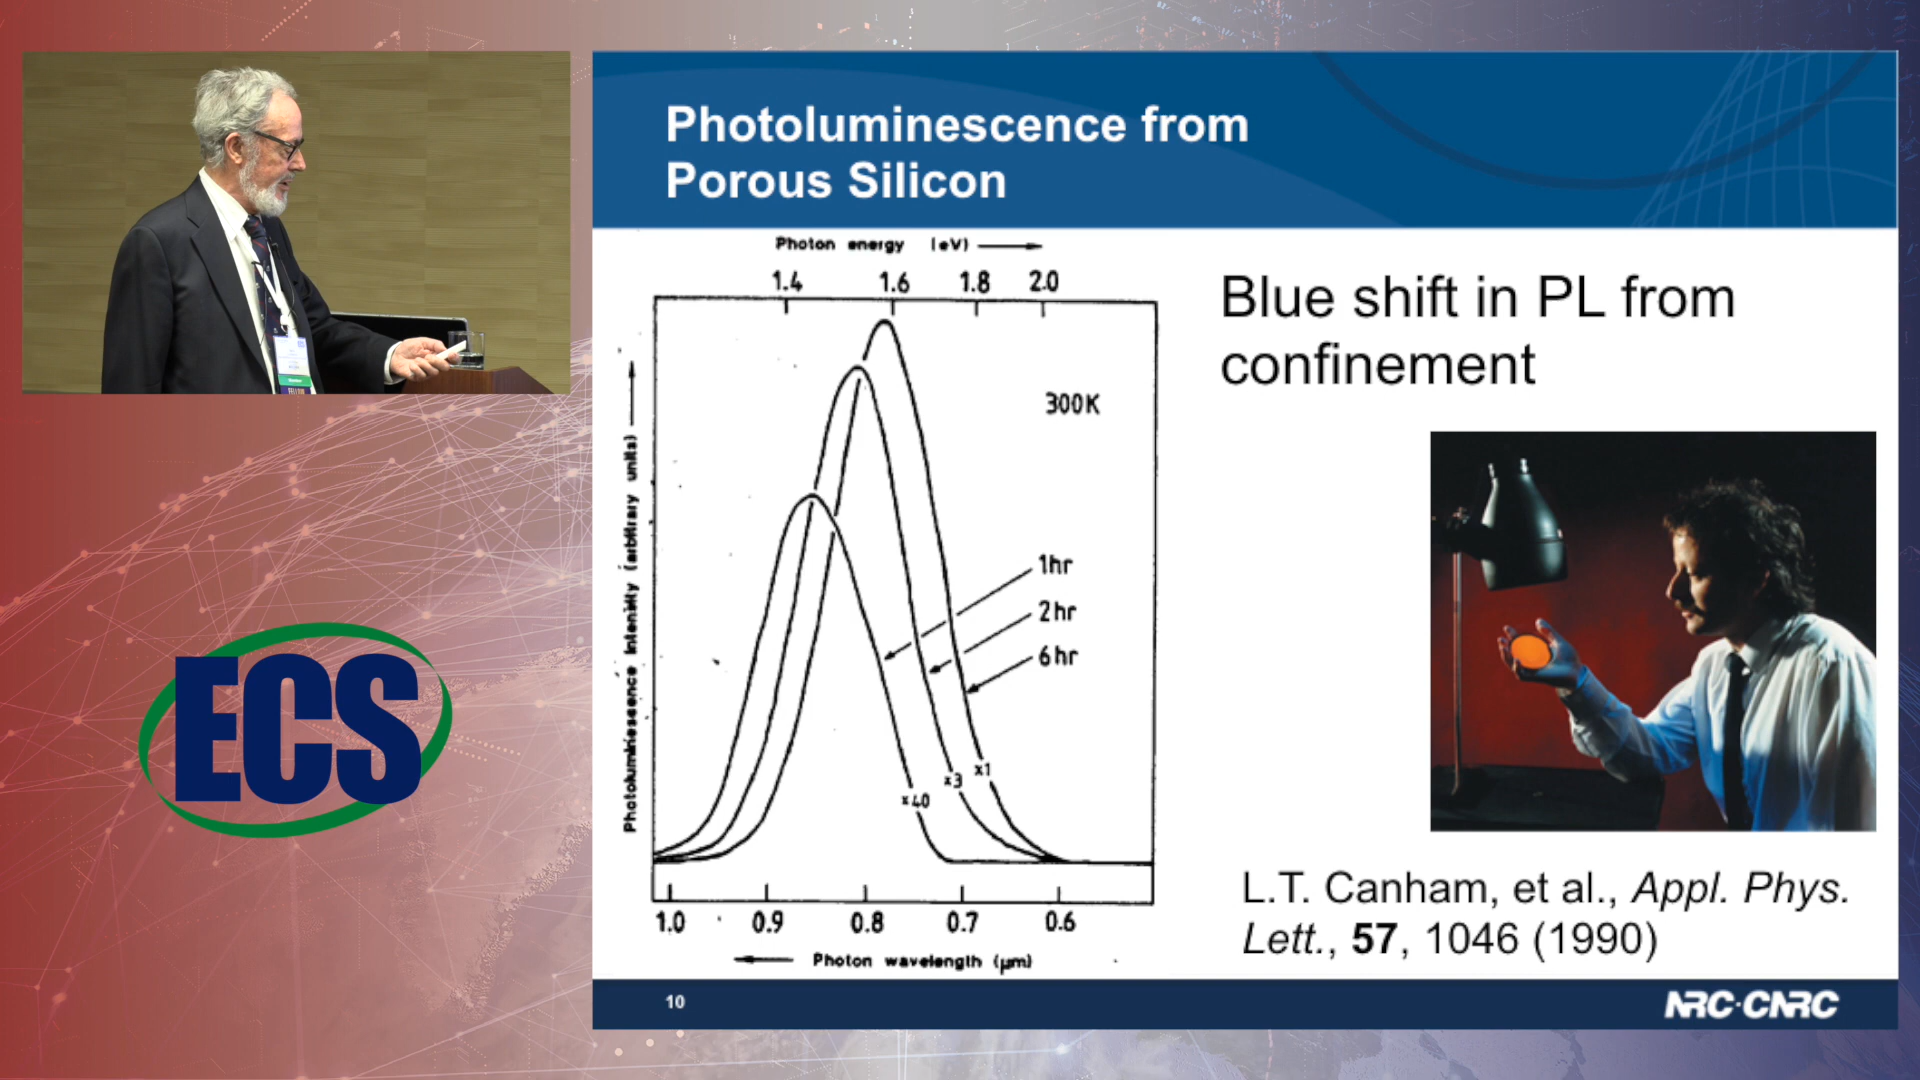 Photoluminescence from
Porous Silicon
Photon energy (eV)
1.4 1.6 1.8 2.0
Blue shift in PL from
confinement
300K
Photoluminescence intensity (arbitrary units)
1hr
2hr
6hr
x40
x3
x1
1.0 0.9 0.8 0.7 0.6
Photon wavelength (μm)
L.T. Canham, et al., Appl. Phys.
Lett., 57, 1046 (1990)
10
NRC·CNRC
ECS
FELLOW